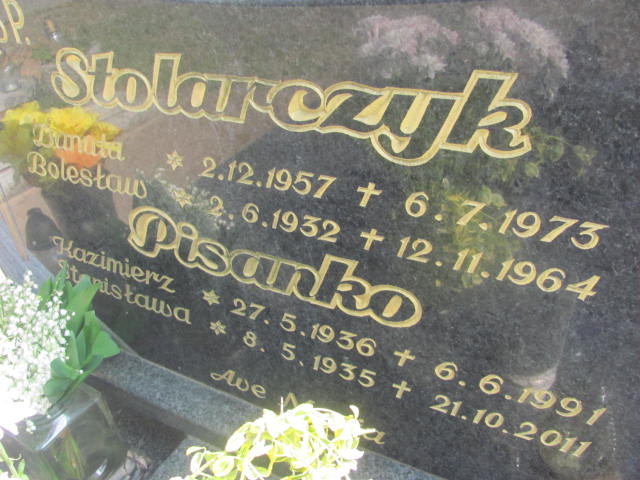 Ś.P.
Stolarczyk
Danuta * 2.12.1957 + 6.7.1973
Bolesław * 2.6.1932 + 12.11.1964
Pisanko
Kazimierz * 27.5.1936 + 6.6.1991
Stanisława * 8.5.1935 + 21.10.2011
Ave